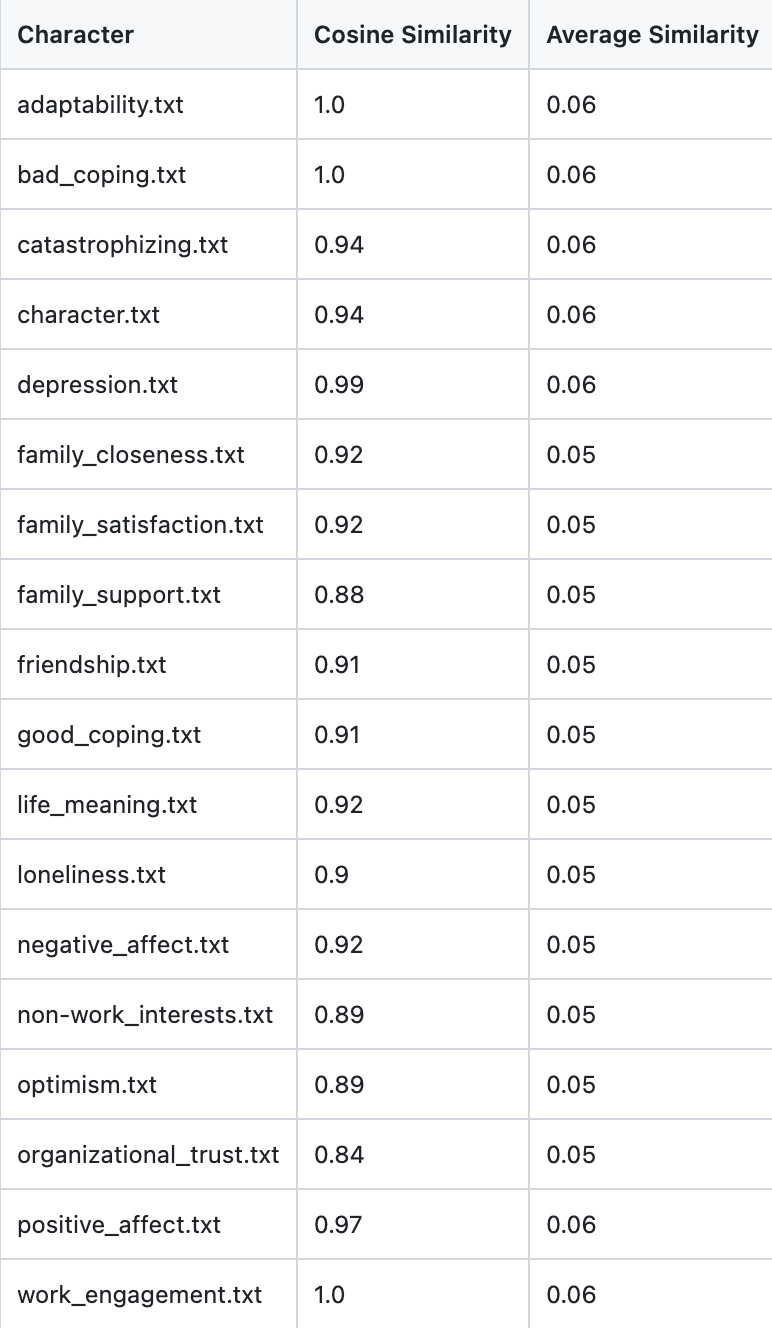 Character Cosine Similarity Average Similarity
adaptability.txt 1.0 0.06
bad_coping.txt 1.0 0.06
catastrophizing.txt 0.94 0.06
character.txt 0.94 0.06
depression.txt 0.99 0.06
family_closeness.txt 0.92 0.05
family_satisfaction.txt 0.92 0.05
family_support.txt 0.88 0.05
friendship.txt 0.91 0.05
good_coping.txt 0.91 0.05
life_meaning.txt 0.92 0.05
loneliness.txt 0.9 0.05
negative_affect.txt 0.92 0.05
non-work_interests.txt 0.89 0.05
optimism.txt 0.89 0.05
organizational_trust.txt 0.84 0.05
positive_affect.txt 0.97 0.06
work_engagement.txt 1.0 0.06